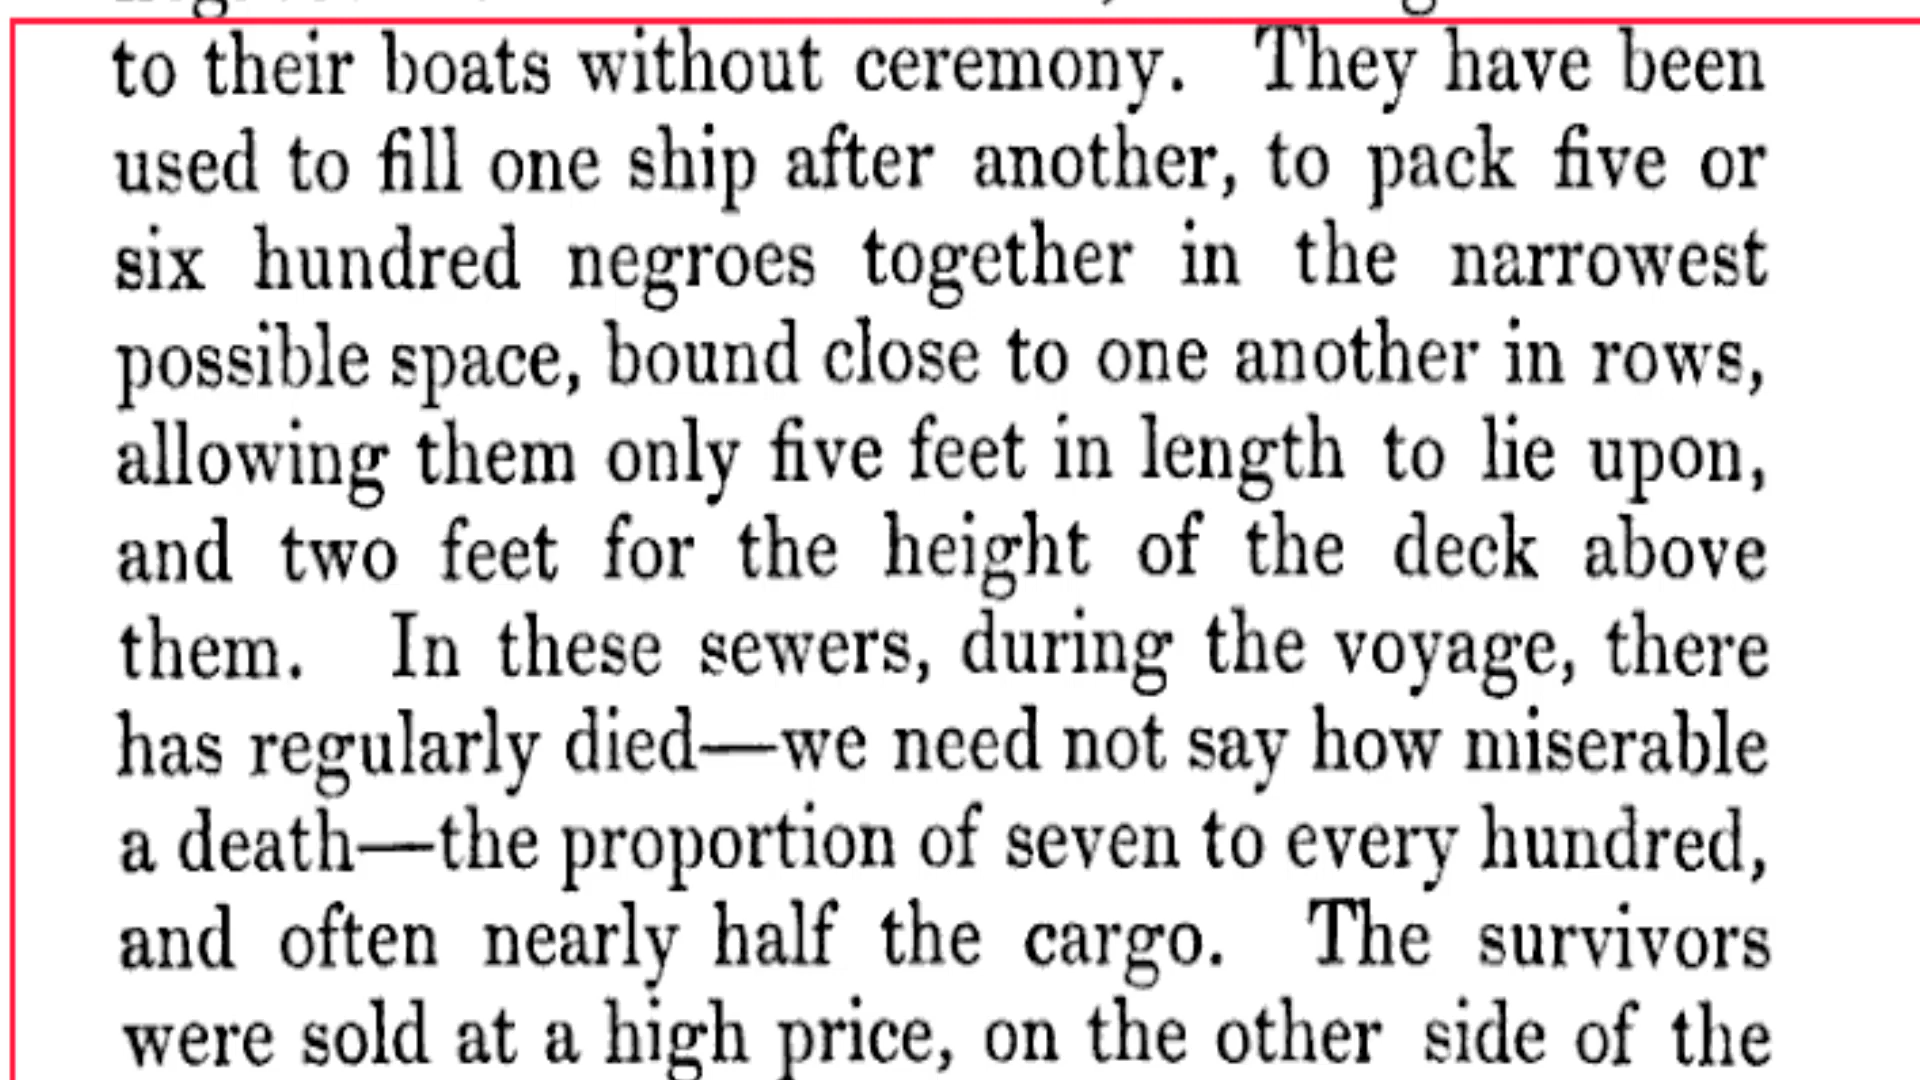 to their boats without ceremony. They have been
used to fill one ship after another, to pack five or
six hundred negroes together in the narrowest
possible space, bound close to one another in rows,
allowing them only five feet in length to lie upon,
and two feet for the height of the deck above
them. In these sewers, during the voyage, there
has regularly died—we need not say how miserable
a death—the proportion of seven to every hundred,
and often nearly half the cargo. The survivors
were sold at a high price, on the other side of the